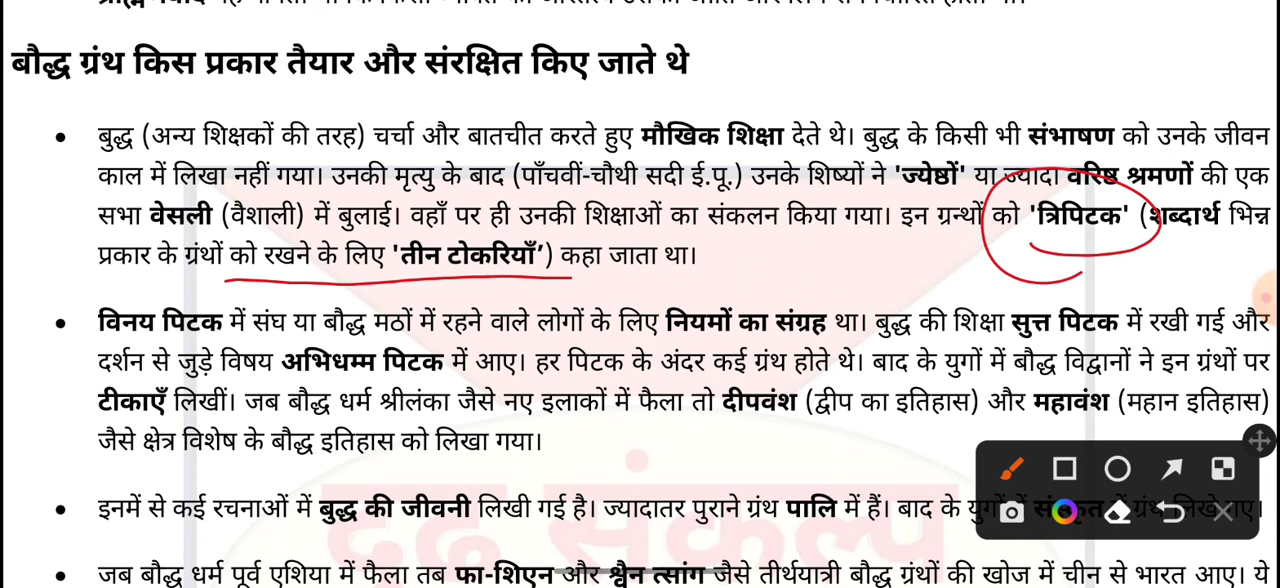 बौद्ध ग्रंथ किस प्रकार तैयार और संरक्षित किए जाते थे
• बुद्ध (अन्य शिक्षकों की तरह) चर्चा और बातचीत करते हुए मौखिक शिक्षा देते थे। बुद्ध के किसी भी संभाषण को उनके जीवन
काल में लिखा नहीं गया। उनकी मृत्यु के बाद (पाँचवीं-चौथी सदी ई.पू.) उनके शिष्यों ने 'ज्येष्ठों' या ज्यादा वरिष्ठ श्रमणों की एक
सभा वेसली (वैशाली) में बुलाई। वहाँ पर ही उनकी शिक्षाओं का संकलन किया गया। इन ग्रन्थों को 'त्रिपिटक' (शब्दार्थ भिन्न
प्रकार के ग्रंथों को रखने के लिए 'तीन टोकरियाँ') कहा जाता था।
• विनय पिटक में संघ या बौद्ध मठों में रहने वाले लोगों के लिए नियमों का संग्रह था। बुद्ध की शिक्षा सुत्त पिटक में रखी गई और
दर्शन से जुड़े विषय अभिधम्म पिटक में आए। हर पिटक के अंदर कई ग्रंथ होते थे। बाद के युगों में बौद्ध विद्वानों ने इन ग्रंथों पर
टीकाएँ लिखीं। जब बौद्ध धर्म श्रीलंका जैसे नए इलाकों में फैला तो दीपवंश (द्वीप का इतिहास) और महावंश (महान इतिहास)
जैसे क्षेत्र विशेष के बौद्ध इतिहास को लिखा गया।
• इनमें से कई रचनाओं में बुद्ध की जीवनी लिखी गई है। ज्यादातर पुराने ग्रंथ पालि में हैं। बाद के युगों में संस्कृत में ग्रंथ लिखे गए।
• जब बौद्ध धर्म पूर्व एशिया में फैला तब फा-शिएन और श्वैन त्सांग जैसे तीर्थयात्री बौद्ध ग्रंथों की खोज में चीन से भारत आए। ये
दृढ़ संकल्प